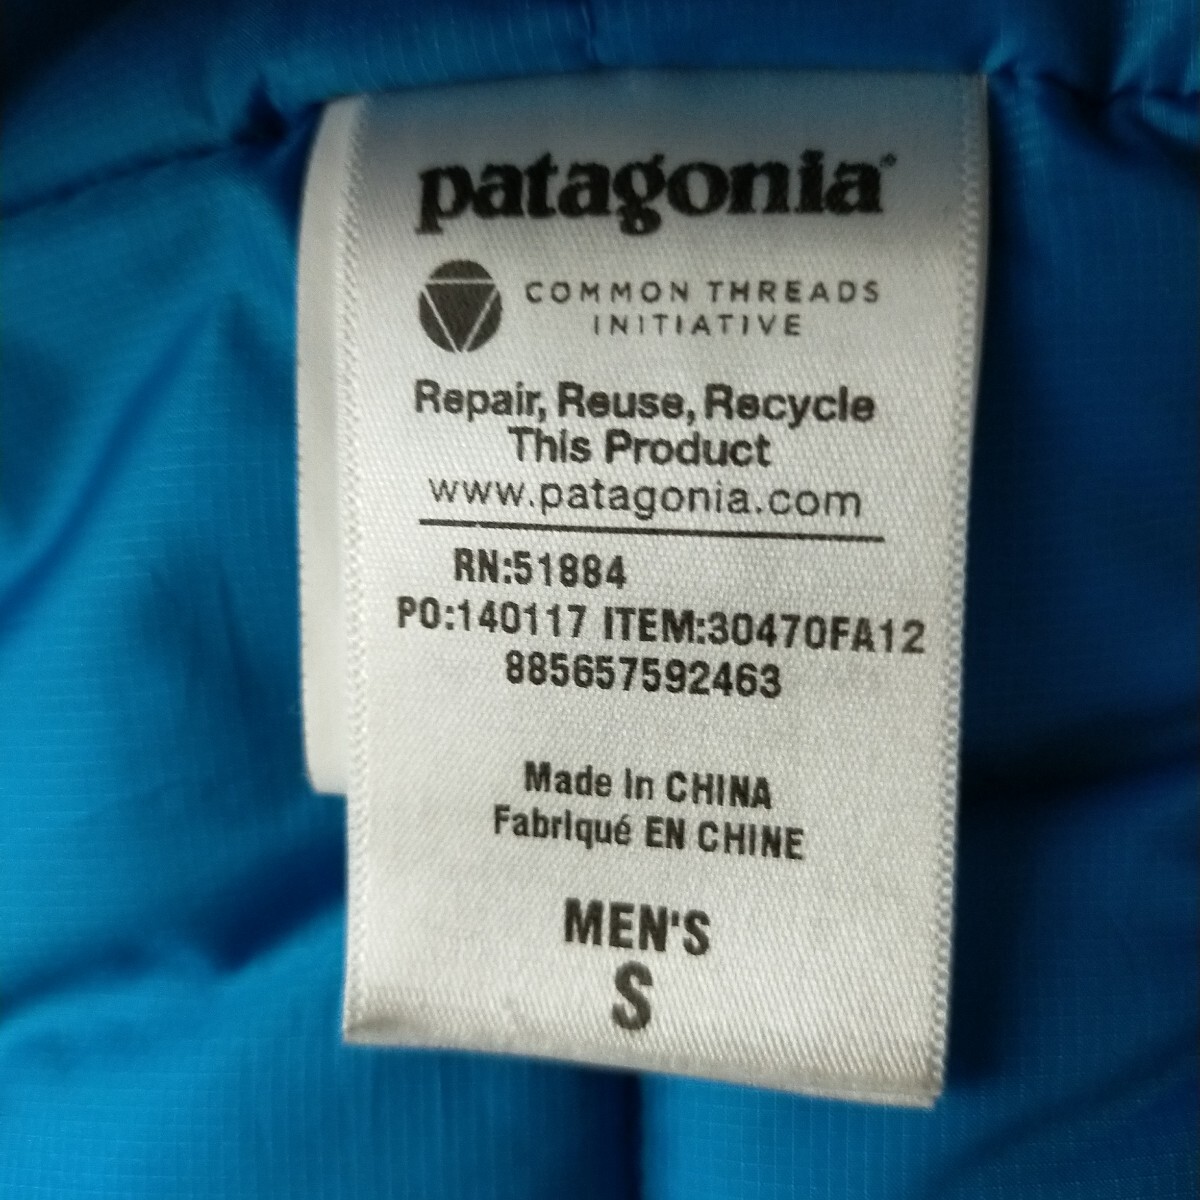 patagonia®
COMMON THREADS
INITIATIVE
Repair, Reuse, Recycle
This Product
www.patagonia.com
RN:51884
PO:140117 ITEM:30470FA12
885657592463
Made In CHINA
Fabriqué EN CHINE
MEN'S
S